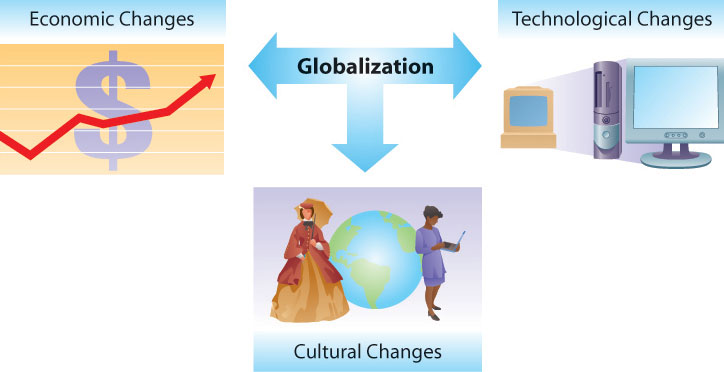 Economic Changes
Technological Changes
Globalization
$
Cultural Changes